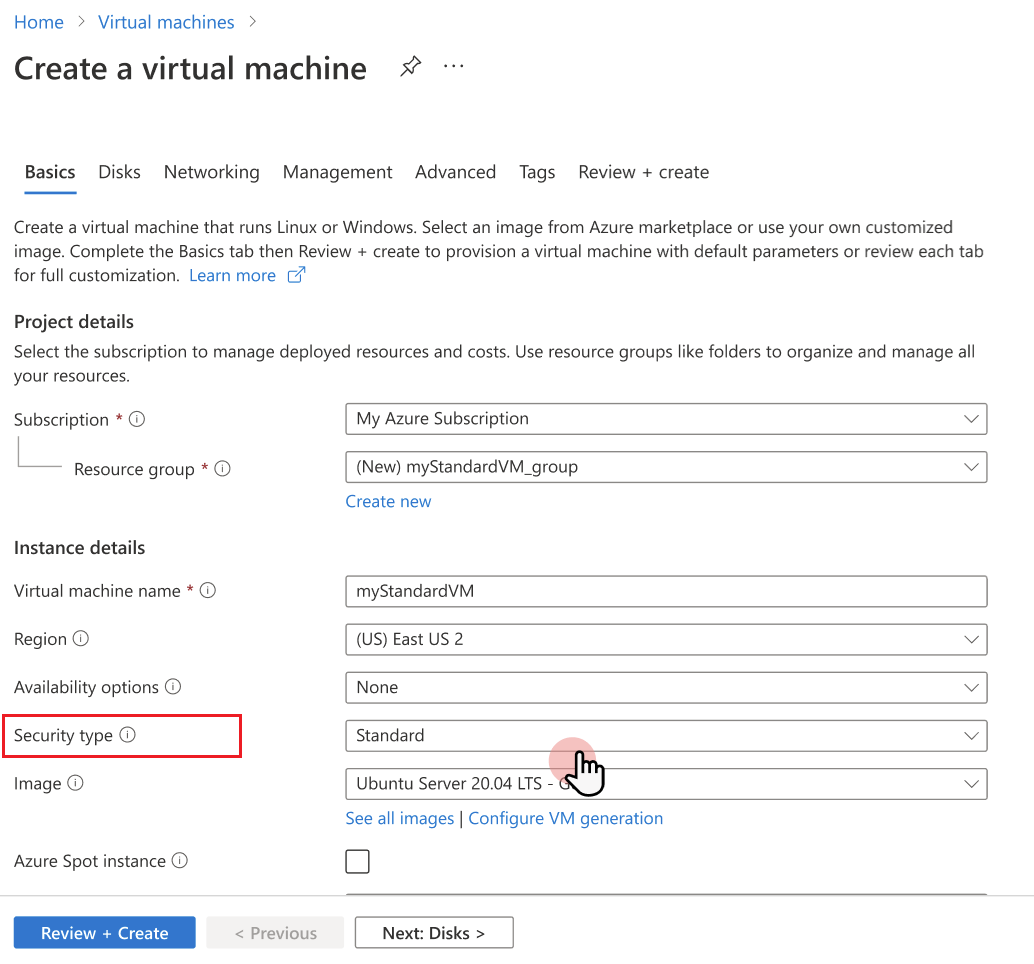 Home > Virtual machines >
Create a virtual machine ...
Basics Disks Networking Management Advanced Tags Review + create
Create a virtual machine that runs Linux or Windows. Select an image from Azure marketplace or use your own customized
image. Complete the Basics tab then Review + create to provision a virtual machine with default parameters or review each tab
for full customization. Learn more
Project details
Select the subscription to manage deployed resources and costs. Use resource groups like folders to organize and manage all
your resources.
Subscription * My Azure Subscription
Resource group * (New) myStandardVM_group
Create new
Instance details
Virtual machine name * myStandardVM
Region (US) East US 2
Availability options None
Security type Standard
Image Ubuntu Server 20.04 LTS -
See all images | Configure VM generation
Azure Spot instance
Review + Create < Previous Next: Disks >